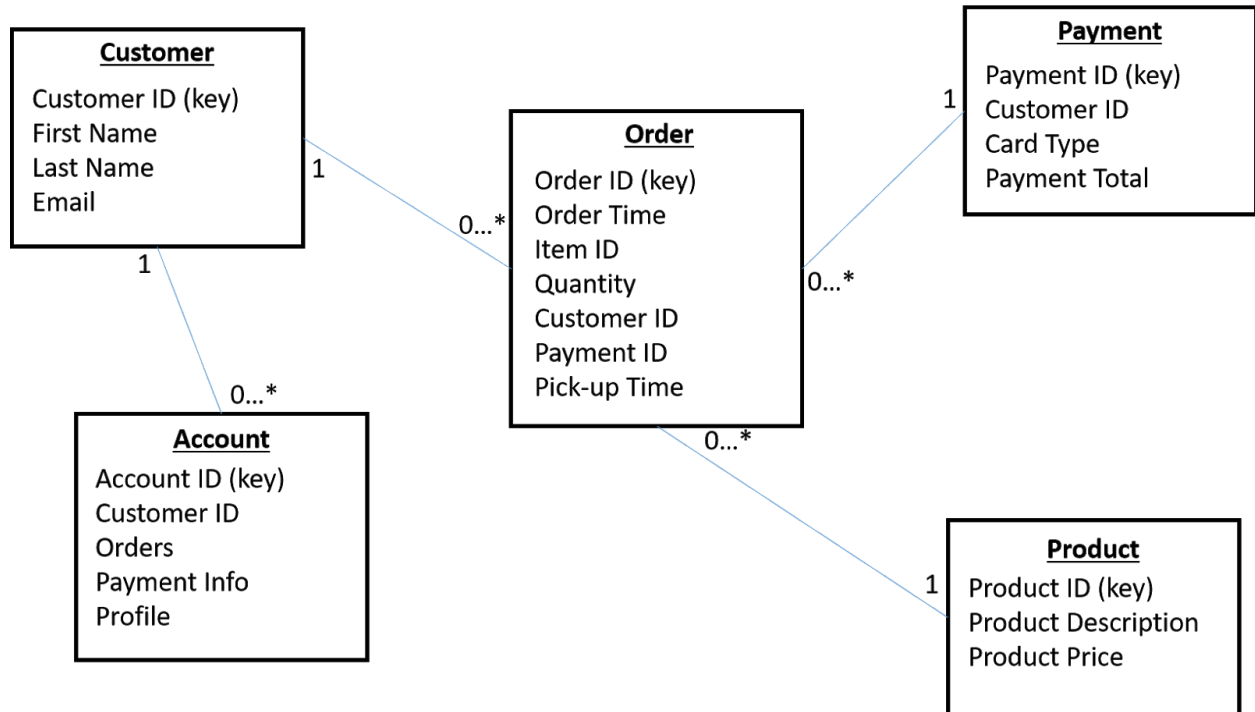 Customer
Customer ID (key)
First Name
Last Name
Email
1
1
0...*
Order
Order ID (key)
Order Time
Item ID
Quantity
Customer ID
Payment ID
Pick-up Time
0...*
0...*
Payment
Payment ID (key)
Customer ID
Card Type
Payment Total
1
0...*
Account
Account ID (key)
Customer ID
Orders
Payment Info
Profile
1
Product
Product ID (key)
Product Description
Product Price